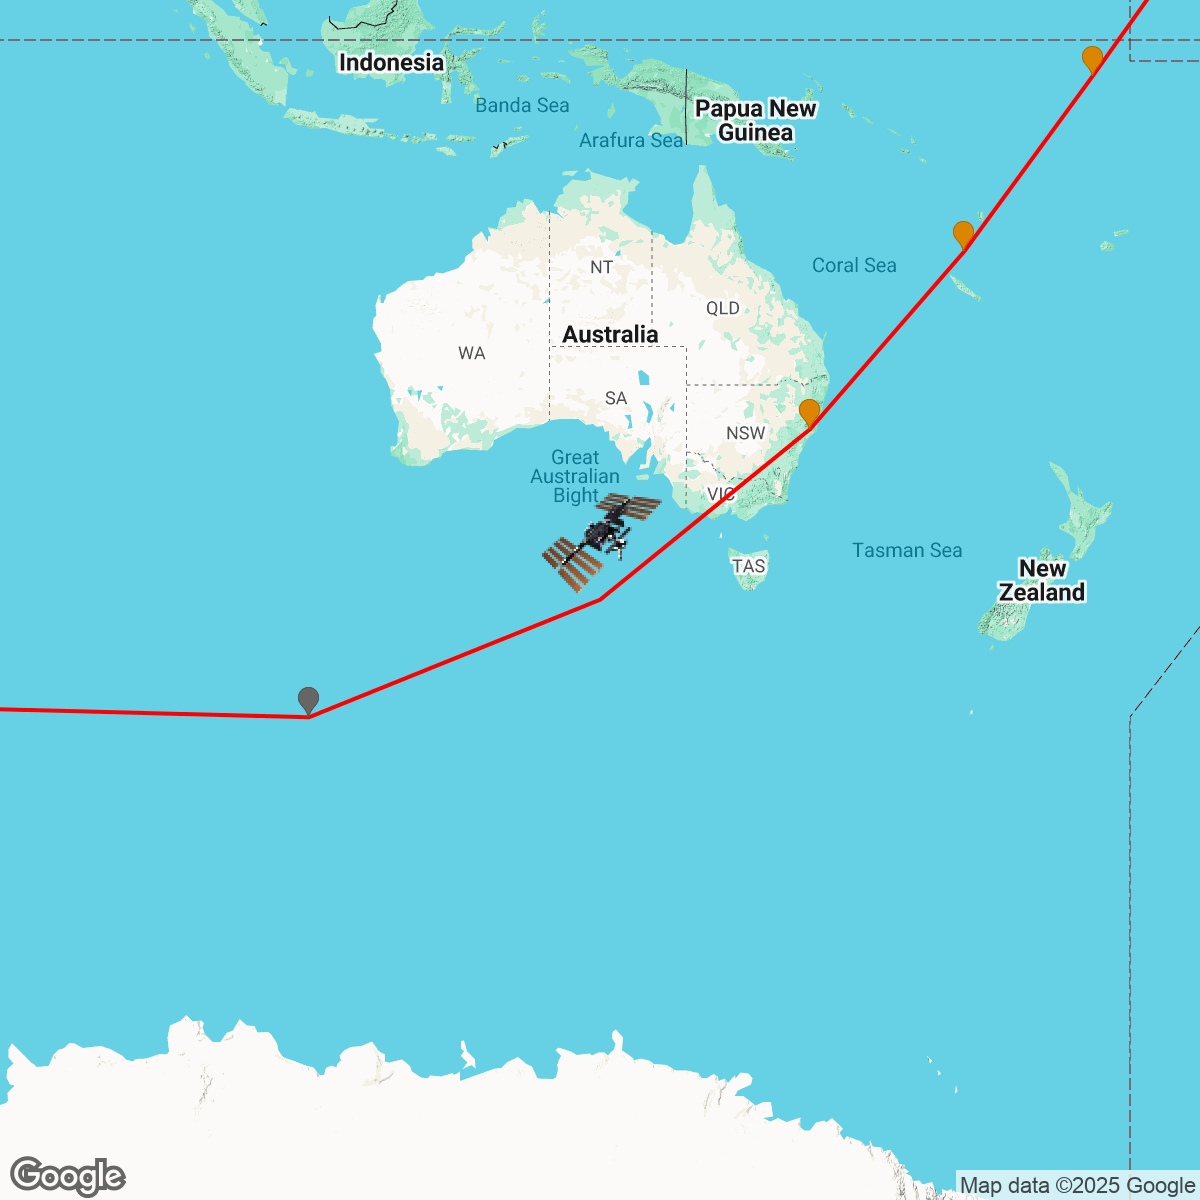 Indonesia
Banda Sea
Papua New
Guinea
Arafura Sea
Coral Sea
NT
QLD
Australia
WA
SA
NSW
Great
Australian
Bight
VIC
Tasman Sea
TAS
New
Zealand
Google
Map data ©2025 Google